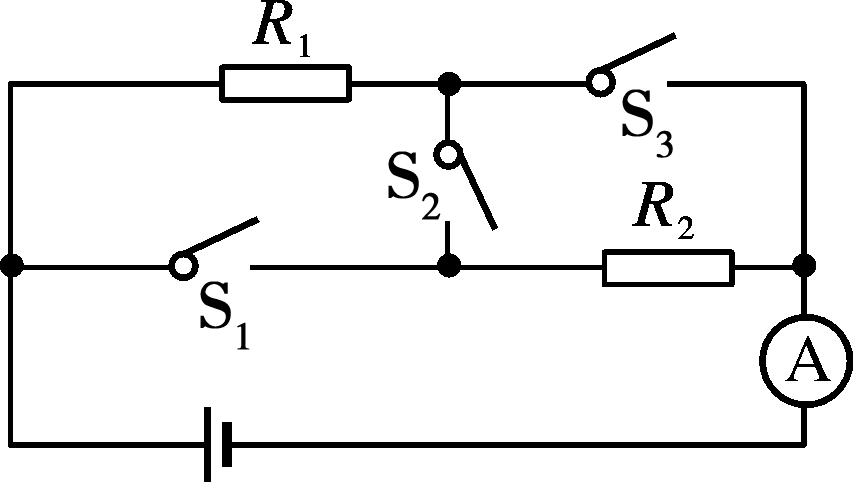 R₁
S₃
S₂
R₂
S₁
A